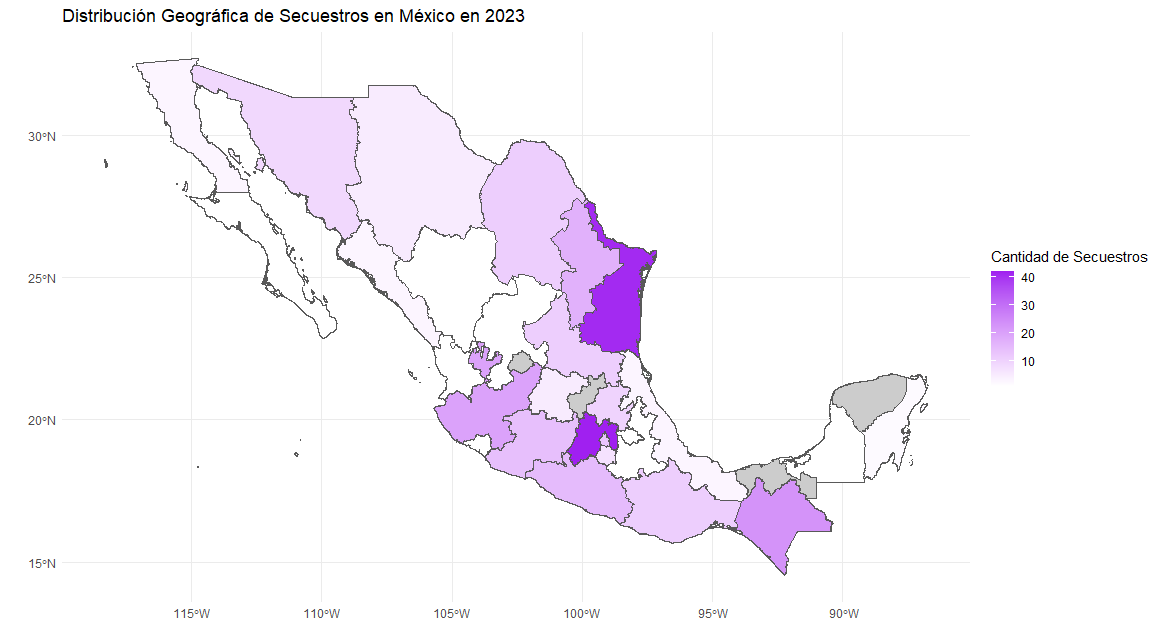 Distribución Geográfica de Secuestros en México en 2023
30°N
25°N
20°N
15°N
115°W
110°W
105°W
100°W
95°W
90°W
Cantidad de Secuestros
40
30
20
10